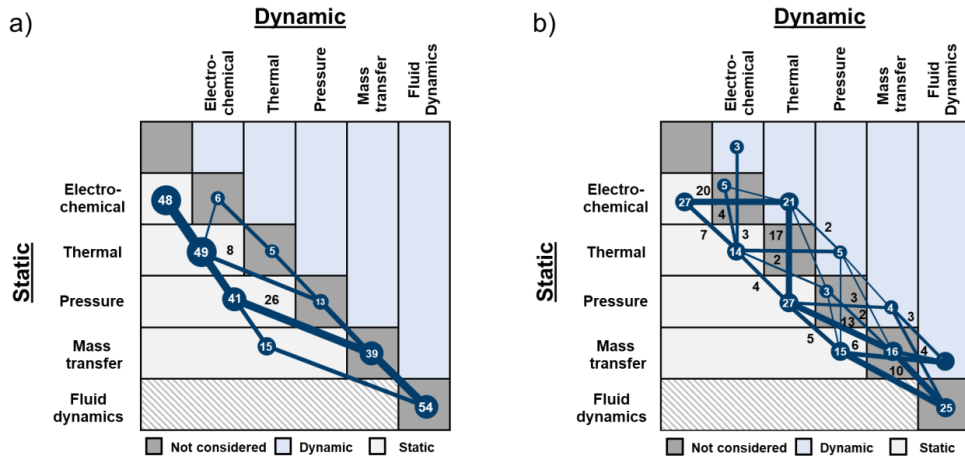 a)
Dynamic
Electro-
chemical
Thermal
Pressure
Mass
transfer
Fluid
Dynamics
Static
Electro-
chemical
Thermal
Pressure
Mass
transfer
Fluid
dynamics
48
6
49
8
5
41
26
13
15
39
54
Not considered
Dynamic
Static
b)
Dynamic
Electro-
chemical
Thermal
Pressure
Mass
transfer
Fluid
Dynamics
Static
Electro-
chemical
Thermal
Pressure
Mass
transfer
Fluid
dynamics
3
5
20
27
4
21
7
3
17
2
14
2
5
4
3
3
27
2
4
3
13
5
15
6
16
4
10
25
Not considered
Dynamic
Static